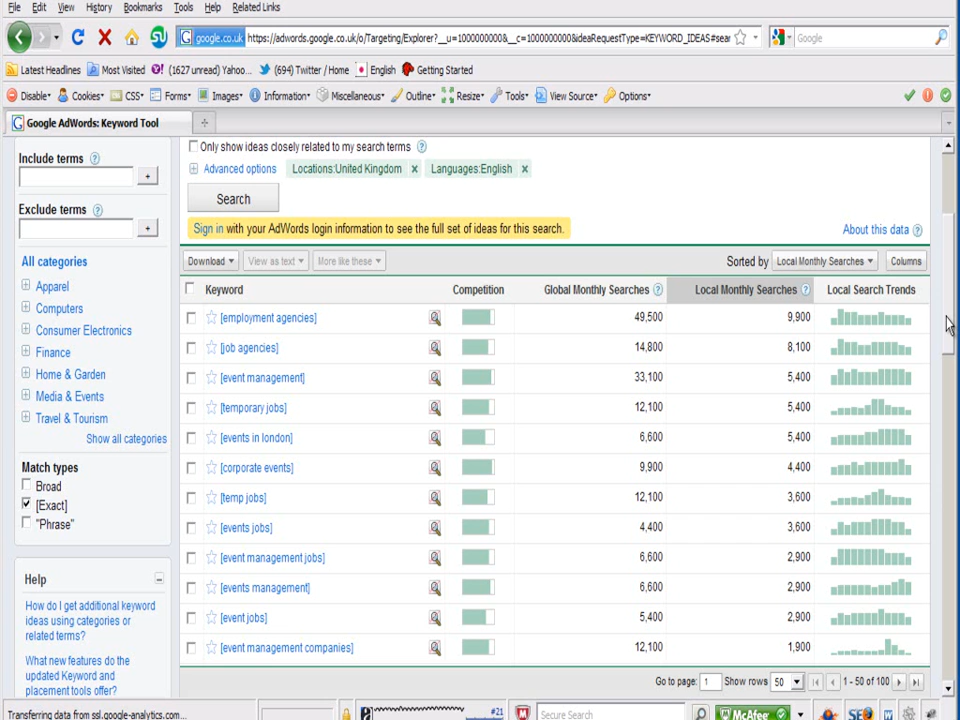 File Edit View History Bookmarks Tools Help Related Links
google.co.uk https://adwords.google.co.uk/o/Targeting/Explorer?__u=1000000000&__c=1000000000&ideaRequestType=KEYWORD_IDEAS#sear Google
Latest Headlines Most Visited (1627 unread) Yahoo... (694) Twitter / Home English Getting Started
Disable Cookies CSS Forms Images Information Miscellaneous Outline Resize Tools View Source Options
Google AdWords: Keyword Tool
Only show ideas closely related to my search terms
Include terms
Advanced options Locations:United Kingdom Languages:English
Search
Exclude terms
Sign in with your AdWords login information to see the full set of ideas for this search. About this data
All categories
Download View as text More like these Sorted by Local Monthly Searches Columns
Apparel
Computers
Consumer Electronics
Finance
Home & Garden
Media & Events
Travel & Tourism
Show all categories
Match types
Broad
[Exact]
"Phrase"
Help
How do I get additional keyword
ideas using categories or
related terms?
What new features do the
updated Keyword and
placement tools offer?
Keyword Competition Global Monthly Searches Local Monthly Searches Local Search Trends
[employment agencies] 49,500 9,900
[job agencies] 14,800 8,100
[event management] 33,100 5,400
[temporary jobs] 12,100 5,400
[events in london] 6,600 5,400
[corporate events] 9,900 4,400
[temp jobs] 12,100 3,600
[events jobs] 4,400 3,600
[event management jobs] 6,600 2,900
[events management] 6,600 2,900
[event jobs] 5,400 2,900
[event management companies] 12,100 1,900
Go to page: 1 Show rows 50 1 - 50 of 100
Transferring data from ssl.google-analytics.com... #21 Secure Search McAfee SEO